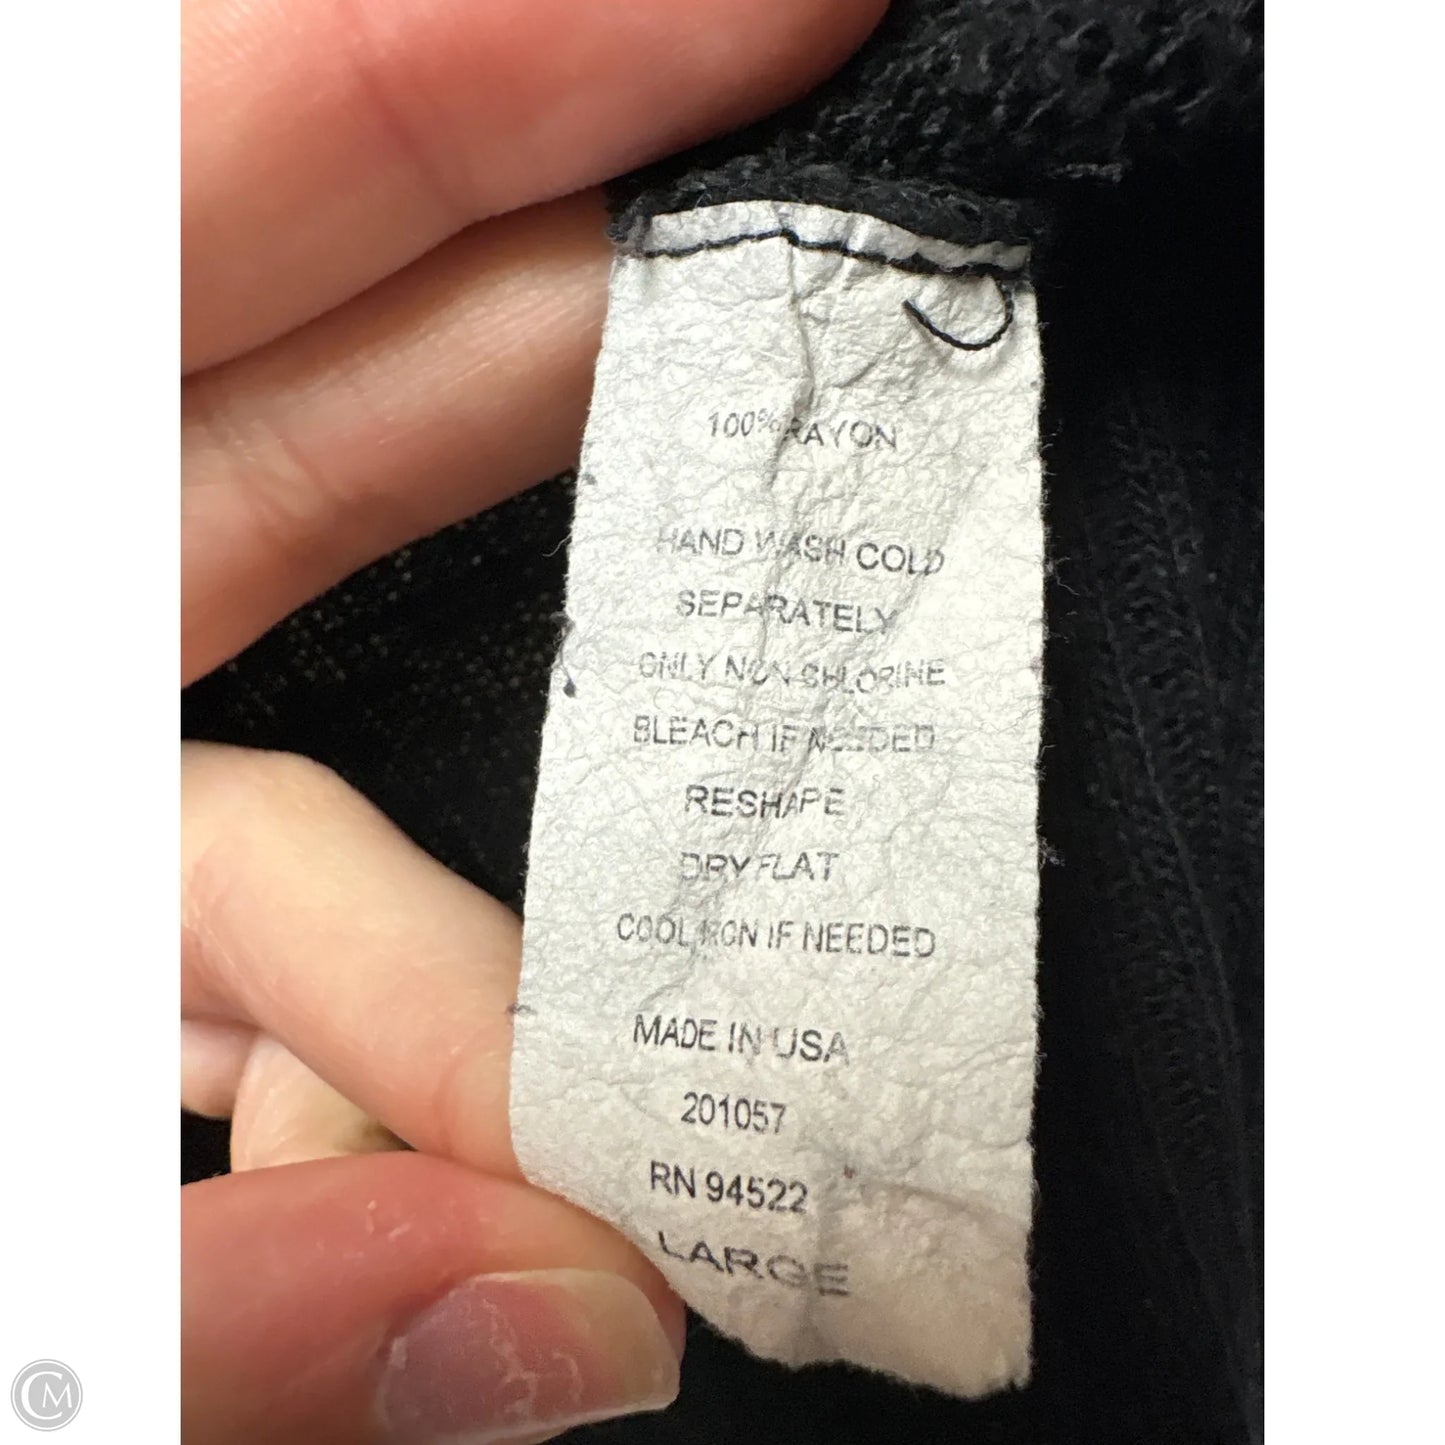 100% RAYON
HAND WASH COLD
SEPARATELY
ONLY NON-CHLORINE
BLEACH IF NEEDED
RESHAPE
DRY FLAT
COOL IRON IF NEEDED
MADE IN USA
201057
RN 94522
LARGE
CM